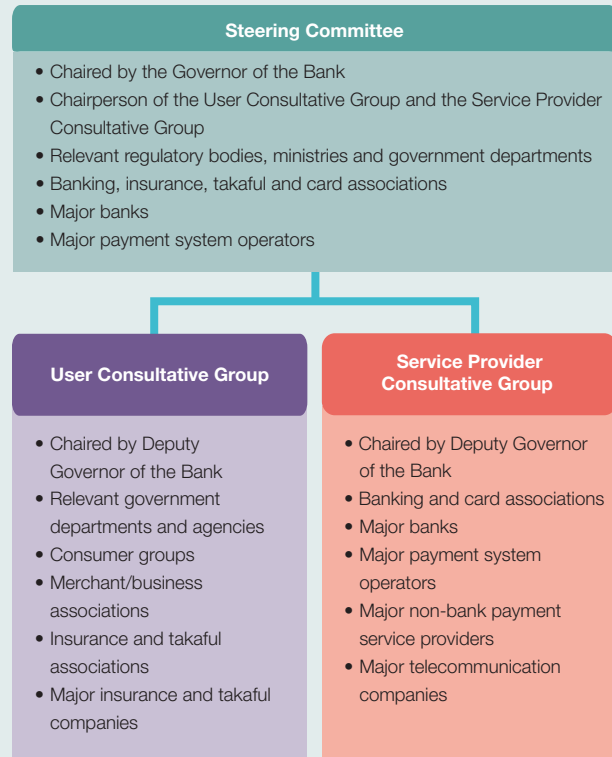 Steering Committee
• Chaired by the Governor of the Bank
• Chairperson of the User Consultative Group and the Service Provider
Consultative Group
• Relevant regulatory bodies, ministries and government departments
• Banking, insurance, takaful and card associations
• Major banks
• Major payment system operators
User Consultative Group
• Chaired by Deputy
Governor of the Bank
• Relevant government
departments and agencies
• Consumer groups
• Merchant/business
associations
• Insurance and takaful
associations
• Major insurance and takaful
companies
Service Provider
Consultative Group
• Chaired by Deputy Governor
of the Bank
• Banking and card associations
• Major banks
• Major payment system
operators
• Major non-bank payment
service providers
• Major telecommunication
companies